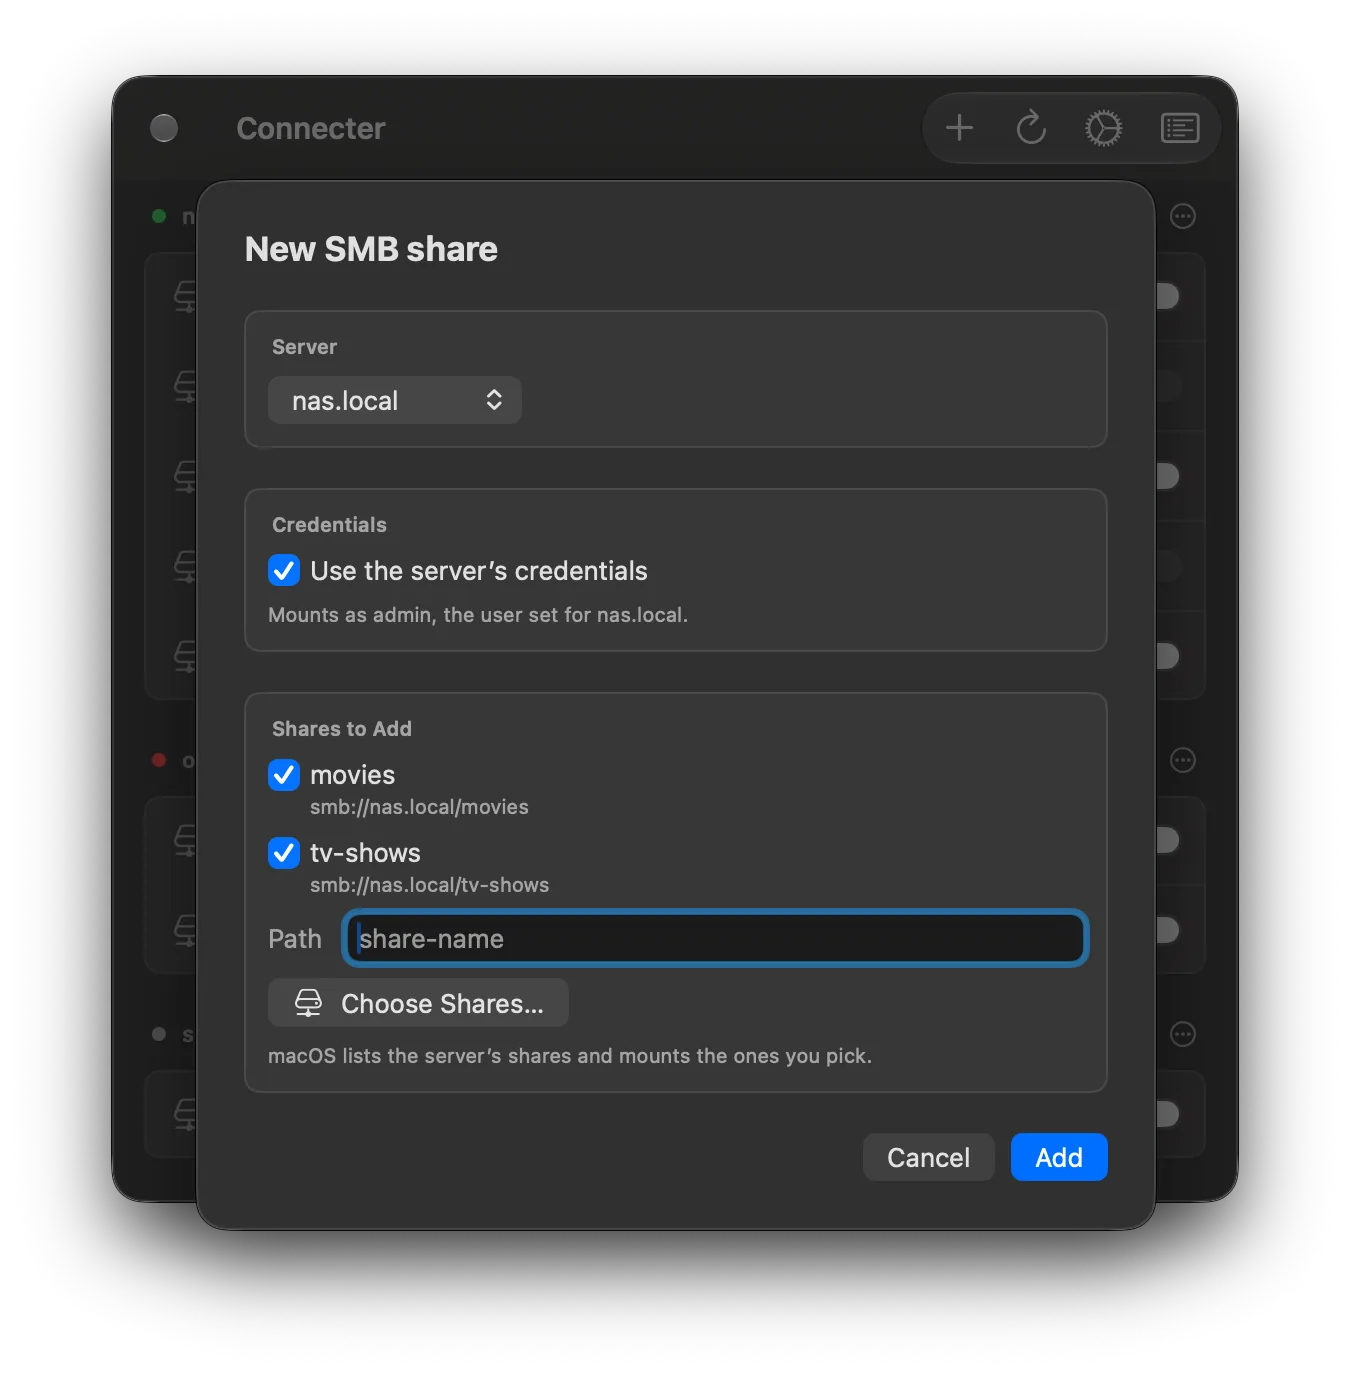 Connecter
New SMB share
Server
nas.local
Credentials
Use the server’s credentials
Mounts as admin, the user set for nas.local.
Shares to Add
movies
smb://nas.local/movies
tv-shows
smb://nas.local/tv-shows
Path share-name
Choose Shares...
macOS lists the server’s shares and mounts the ones you pick.
Cancel Add